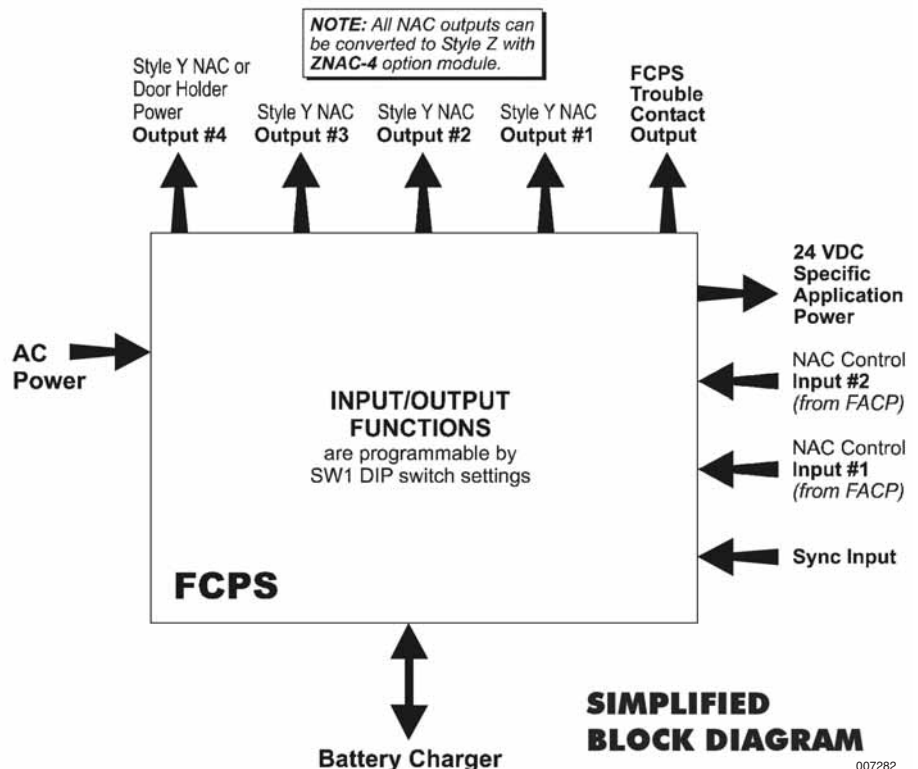 NOTE: All NAC outputs can
be converted to Style Z with
ZNAC-4 option module.
Style Y NAC or
Door Holder
Power
Output #4
Style Y NAC
Output #3
Style Y NAC
Output #2
Style Y NAC
Output #1
FCPS
Trouble
Contact
Output
24 VDC
Specific
Application
Power
AC
Power
NAC Control
Input #2
(from FACP)
INPUT/OUTPUT
FUNCTIONS
are programmable by
SW1 DIP switch settings
NAC Control
Input #1
(from FACP)
Sync Input
FCPS
Battery Charger
SIMPLIFIED
BLOCK DIAGRAM
007282